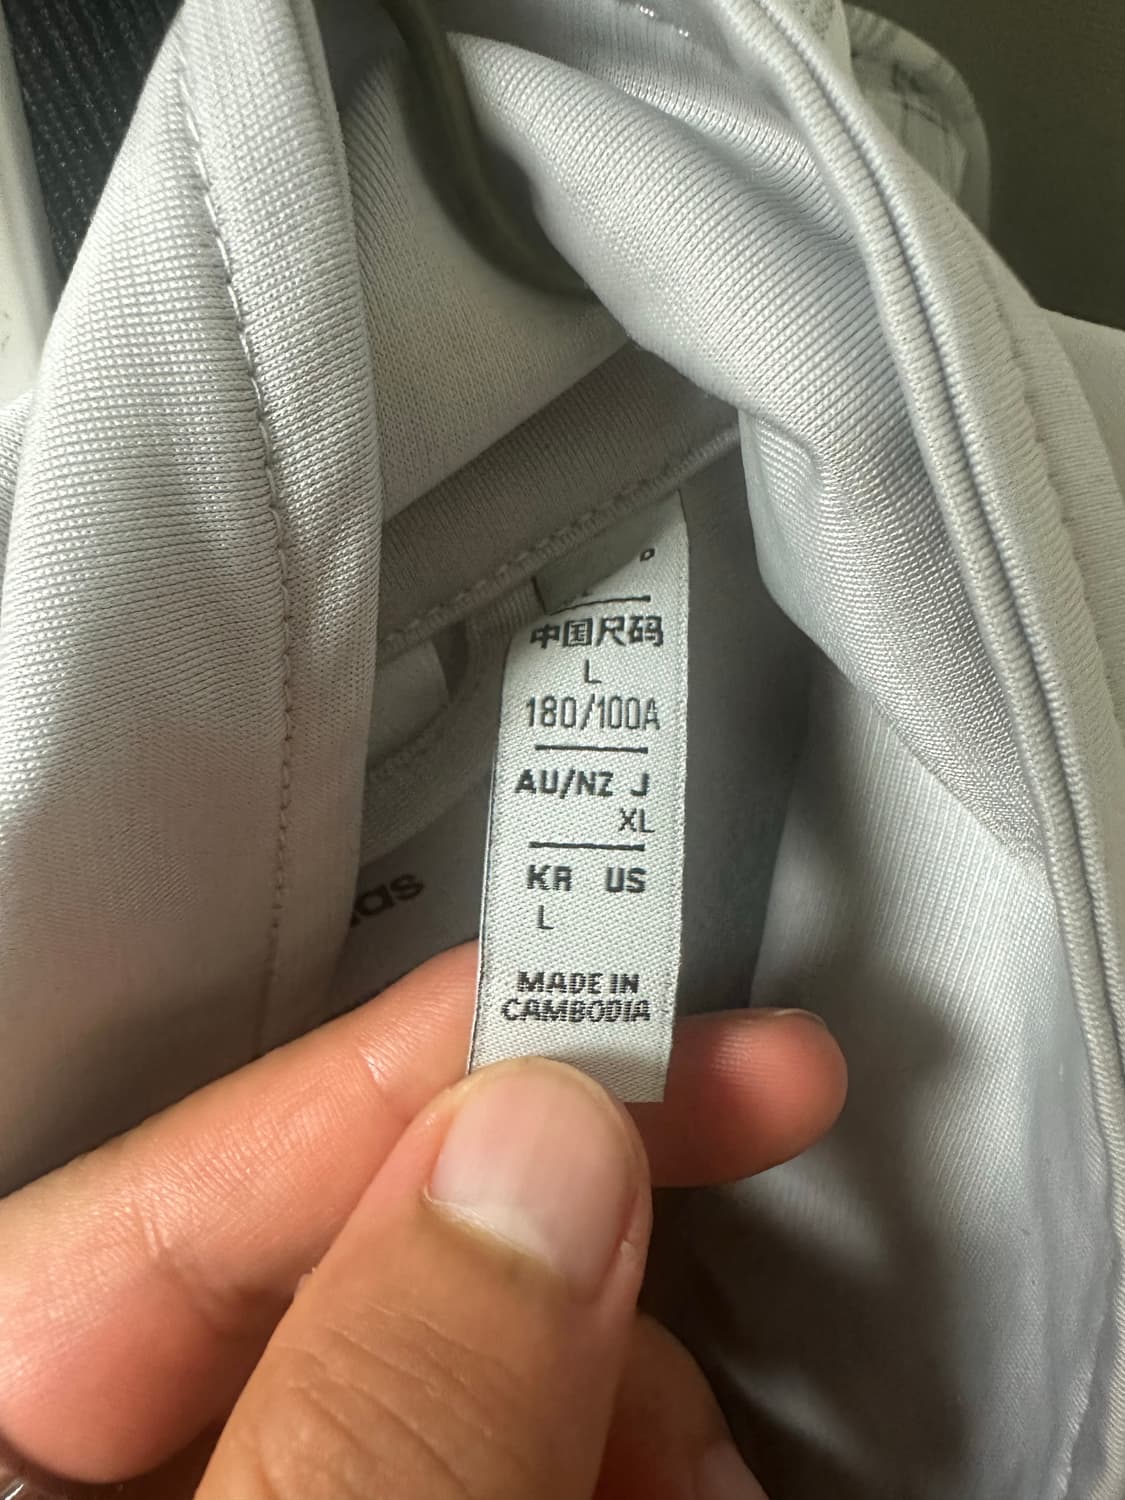 中国尺码
L
180/100A
AU/NZ J
XL
KR US
L
MADE IN
CAMBODIA